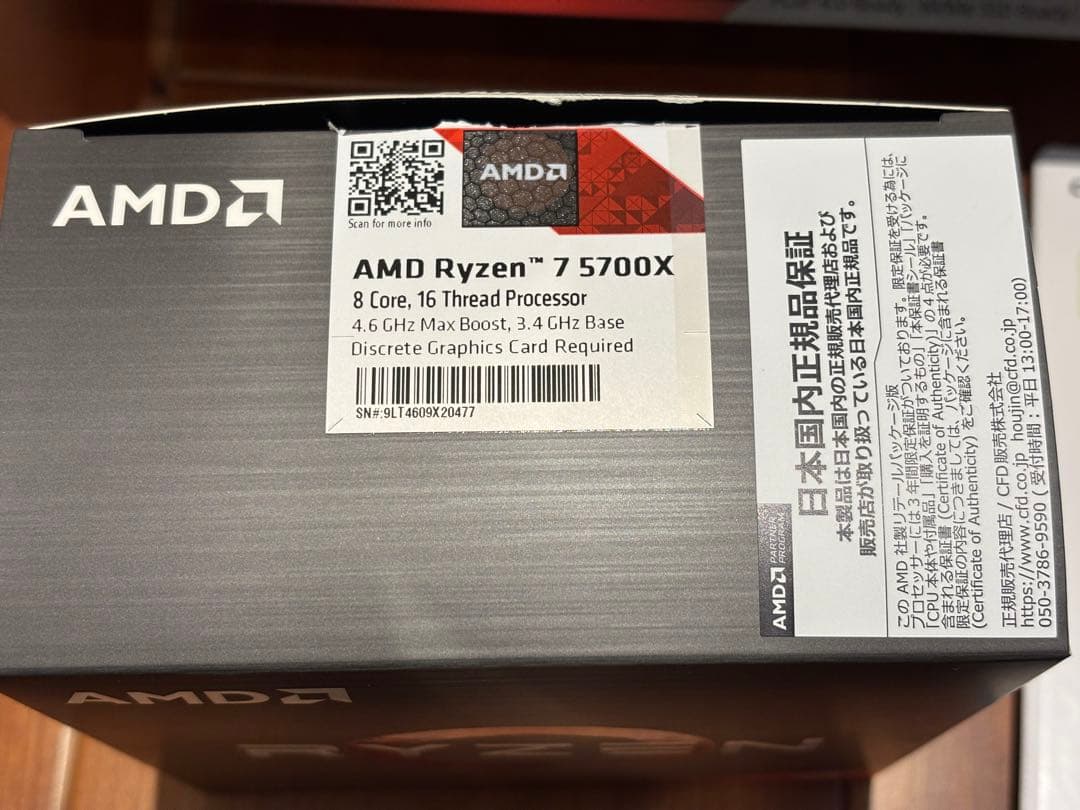 AMD
Scan for more info
AMD
AMD Ryzen™ 7 5700X
8 Core, 16 Thread Processor
4.6 GHz Max Boost, 3.4 GHz Base
Discrete Graphics Card Required
SN#:9LT4609X20477
AMD PARTNER PROGRAM
日本国内正規品保証
本製品は日本国内の正規販売代理店および
販売店が取り扱っている日本国内正規品です。
この AMD 社製リテールパッケージ版
プロセッサーには3年間限定保証がついております。限定保証を受ける為には、
「CPU 本体や付属品」「購入を証明するもの」「本保証書シール」「パッケージに
含まれる保証書 (Certificate of Authenticity)」の4点が必要です。
限定保証の内容につきましては、パッケージに含まれる保証書
(Certificate of Authenticity) をご確認ください。
正規販売代理店 / CFD 販売株式会社
https://www.cfd.co.jp houjin@cfd.co.jp
050-3786-9590 ( 受付時間 : 平日 13:00-17:00)
AMD
RYZEN